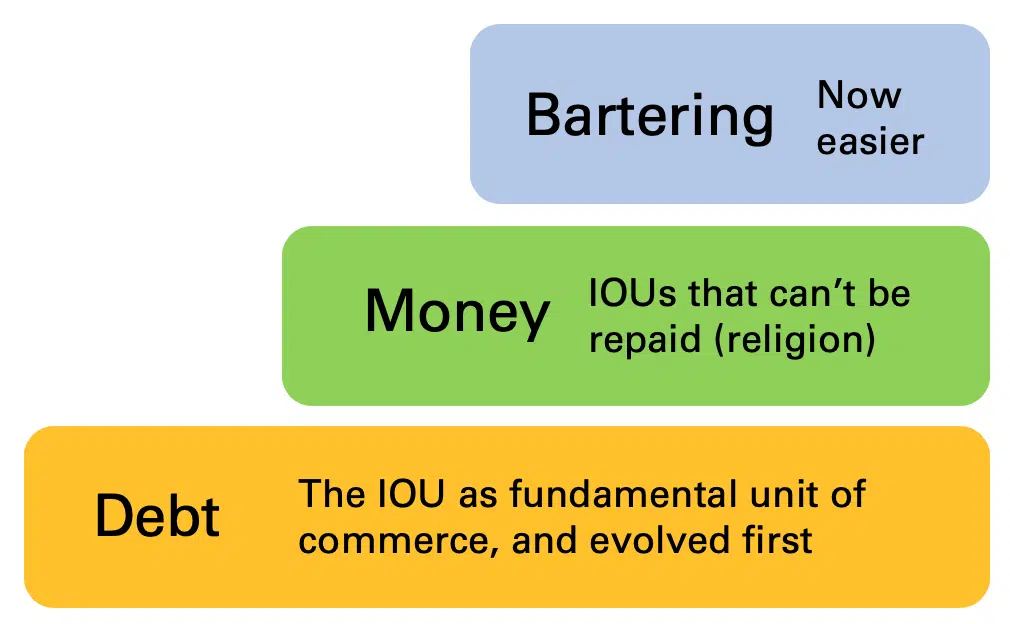 Bartering
Now
easier
Money
IOUs that can’t be
repaid (religion)
Debt
The IOU as fundamental unit of
commerce, and evolved first